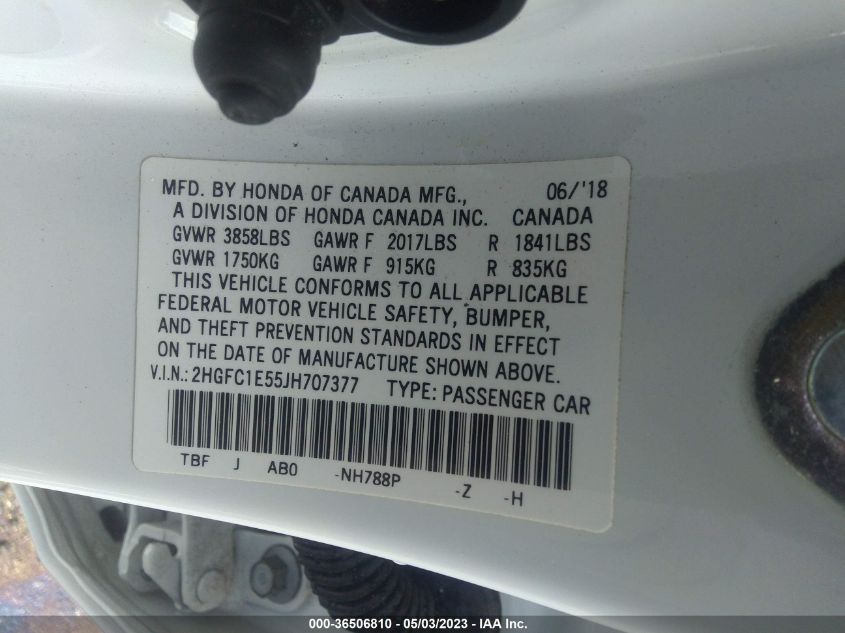 MFD. BY HONDA OF CANADA MFG., 06/'18
A DIVISION OF HONDA CANADA INC. CANADA
GVWR 3858LBS GAWR F 2017LBS R 1841LBS
GVWR 1750KG GAWR F 915KG R 835KG
THIS VEHICLE CONFORMS TO ALL APPLICABLE
FEDERAL MOTOR VEHICLE SAFETY, BUMPER,
AND THEFT PREVENTION STANDARDS IN EFFECT
ON THE DATE OF MANUFACTURE SHOWN ABOVE.
V.I.N.: 2HGFC1E55JH707377 TYPE: PASSENGER CAR
TBF J AB0 -NH788P -Z -H
000-36506810 - 05/03/2023 - IAA Inc.